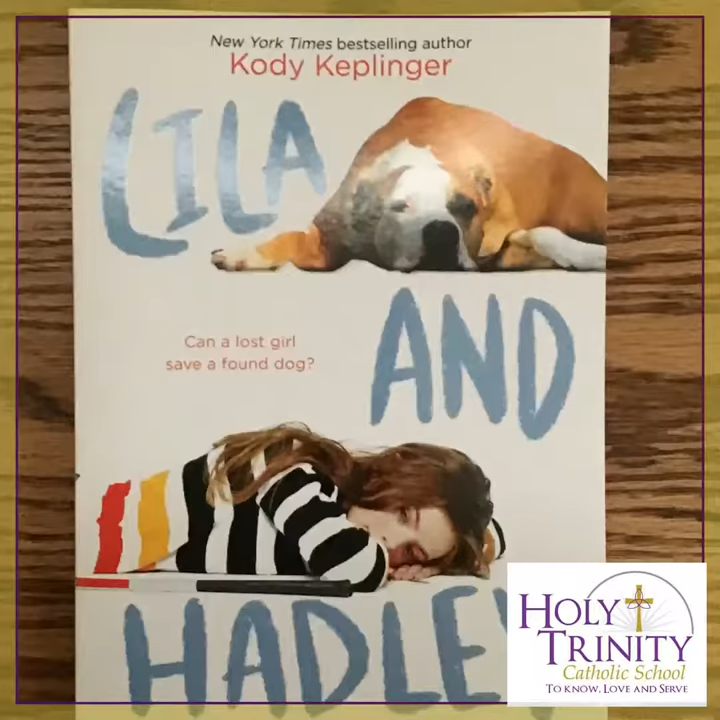 New York Times bestselling author
Kody Keplinger
LILA
AND
Can a lost girl
save a found dog?
HADLEY
HOLY
TRINITY
Catholic School
TO KNOW, LOVE AND SERVE